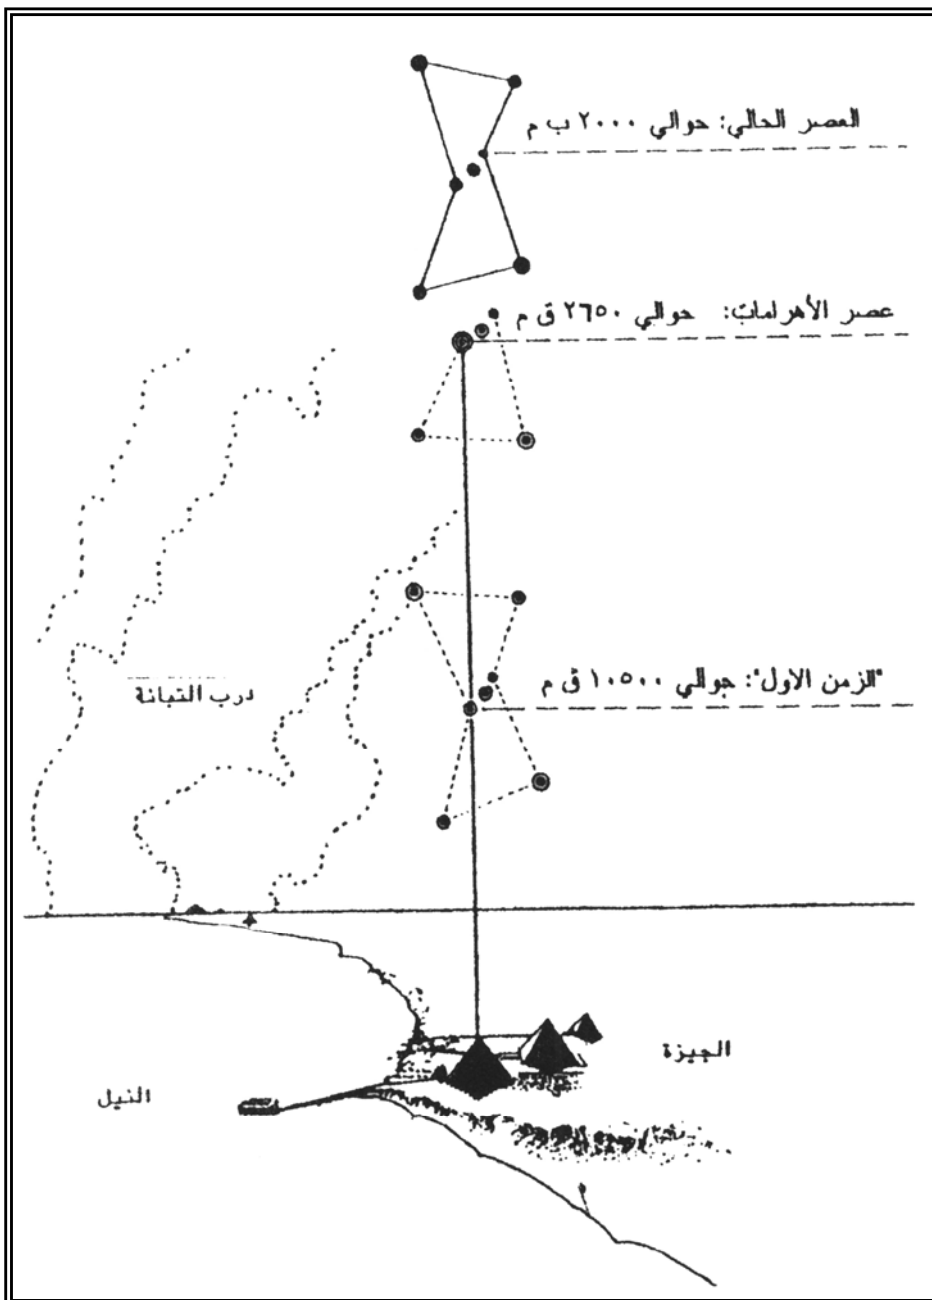 العصر الحالي: حوالي ٢٠٠٠ ب م
عصر الأهرامات: حوالي ٢٦٥٠ ق م
"الزمن الاول": حوالي ١٠٥٠٠ ق م
درب التبانة
الجيزة
النيل